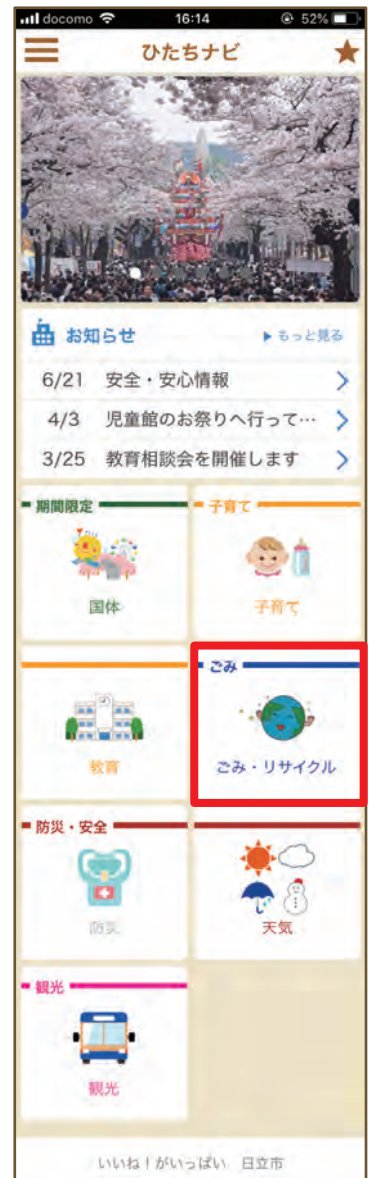 docomo 16:14 52%
ひたちナビ
お知らせ ▶もっと見る
6/21 安全・安心情報
4/3 児童館のお祭りへ行って…
3/25 教育相談会を開催します
期間限定
国体
子育て
子育て
教育
ごみ
ごみ・リサイクル
防災・安全
防災
天気
観光
観光
いいね！がいっぱい 日立市